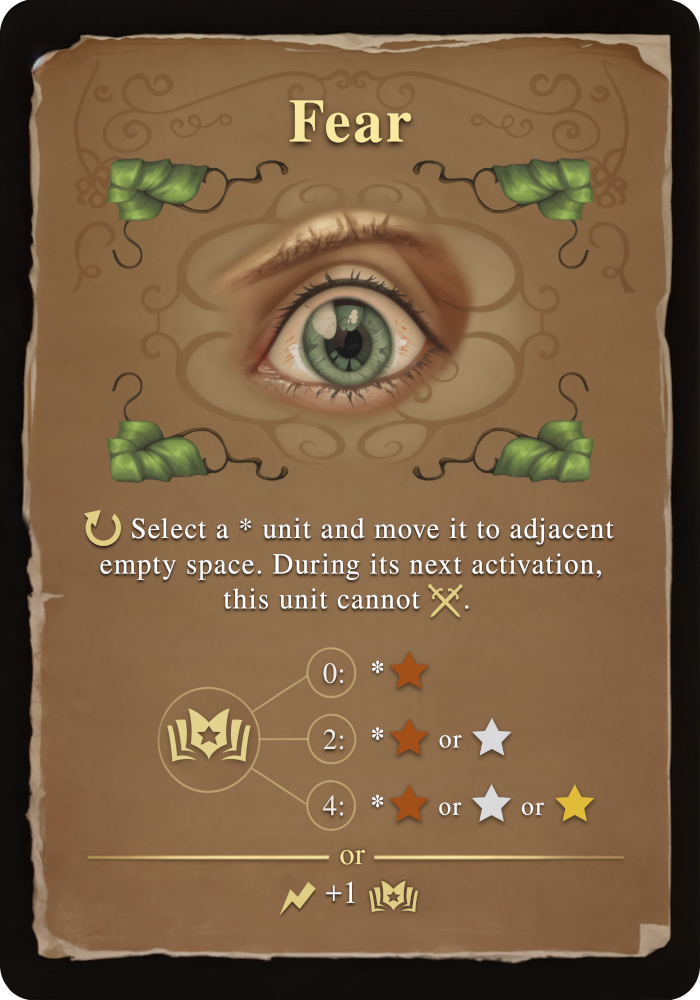 Fear
Select a * unit and move it to adjacent
empty space. During its next activation,
this unit cannot .
0: *
2: * or
4: * or or
or
+1